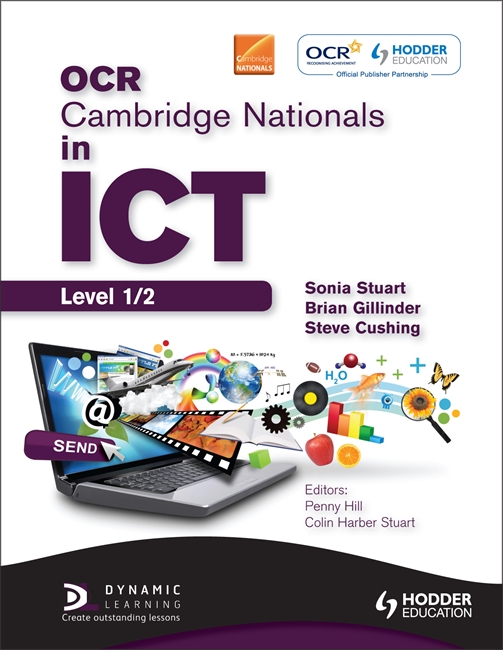 Cambridge
NATIONALS
OCR
RECOGNISING ACHIEVEMENT
HODDER
EDUCATION
Official Publisher Partnership
OCR
Cambridge Nationals
in
ICT
Level 1/2
Sonia Stuart
Brian Gillinder
Steve Cushing
WWW
@
SEND
H₂O
Editors:
Penny Hill
Colin Harber Stuart
DYNAMIC
LEARNING
Create outstanding lessons
HODDER
EDUCATION